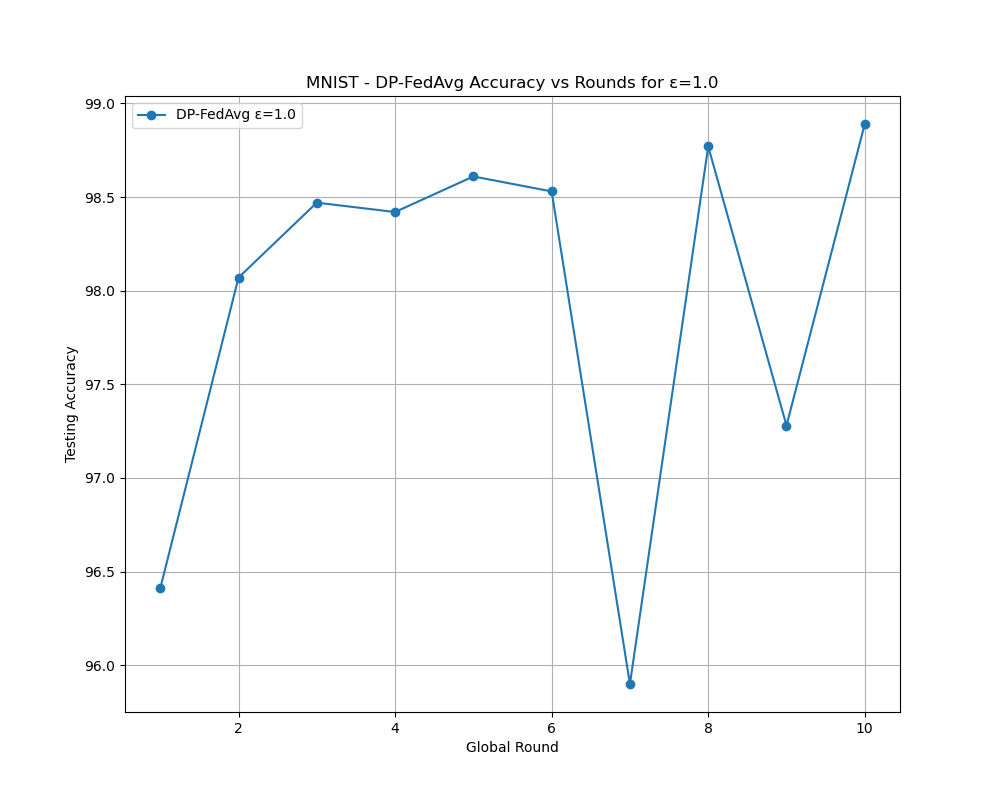 MNIST - DP-FedAvg Accuracy vs Rounds for ε=1.0
DP-FedAvg ε=1.0
99.0
98.5
98.0
97.5
97.0
96.5
96.0
Testing Accuracy
2 4 6 8 10
Global Round